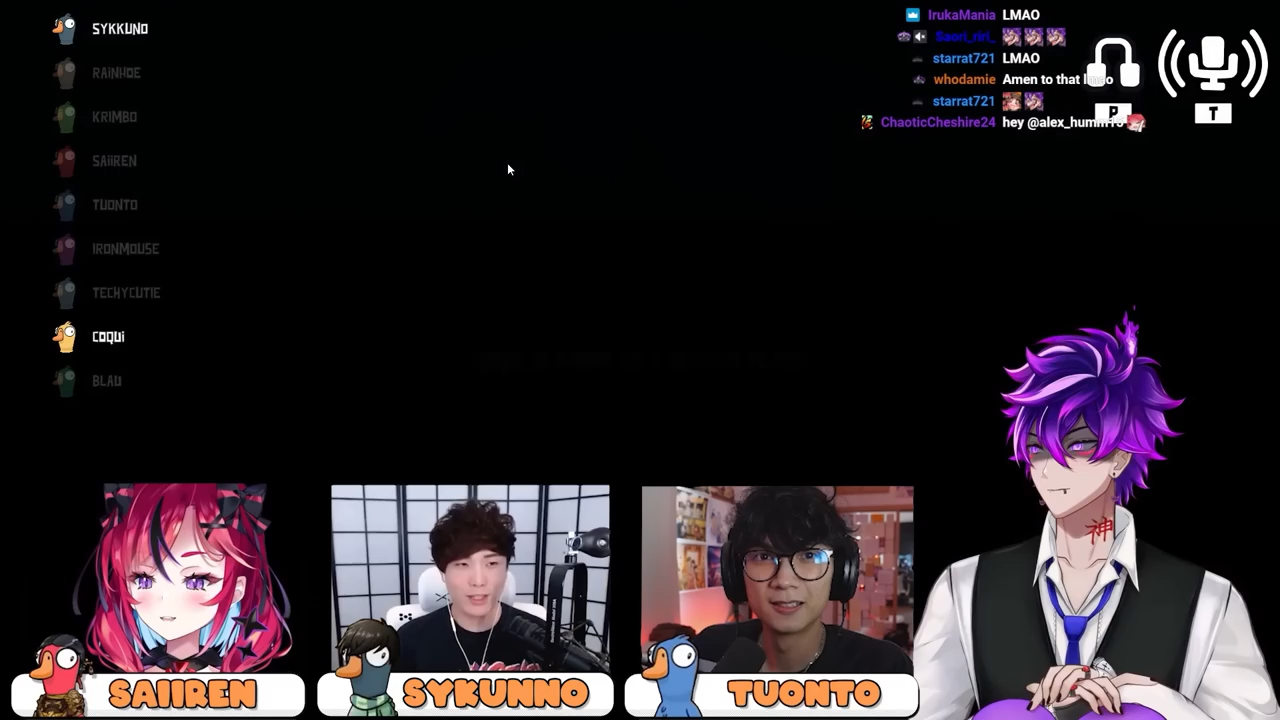 SYKKUNO
RAINHOE
KRIMBO
SAIIREN
TUONTO
IRONMOUSE
TECHYCUTIE
COQUI
BLAU
IrukaMania LMAO
Saori_riri_
starrat721 LMAO
whodamie Amen to that
starrat721
ChaoticCheshire24 hey
P
T
神
SAIIREN
SYKUNNO
TUONTO